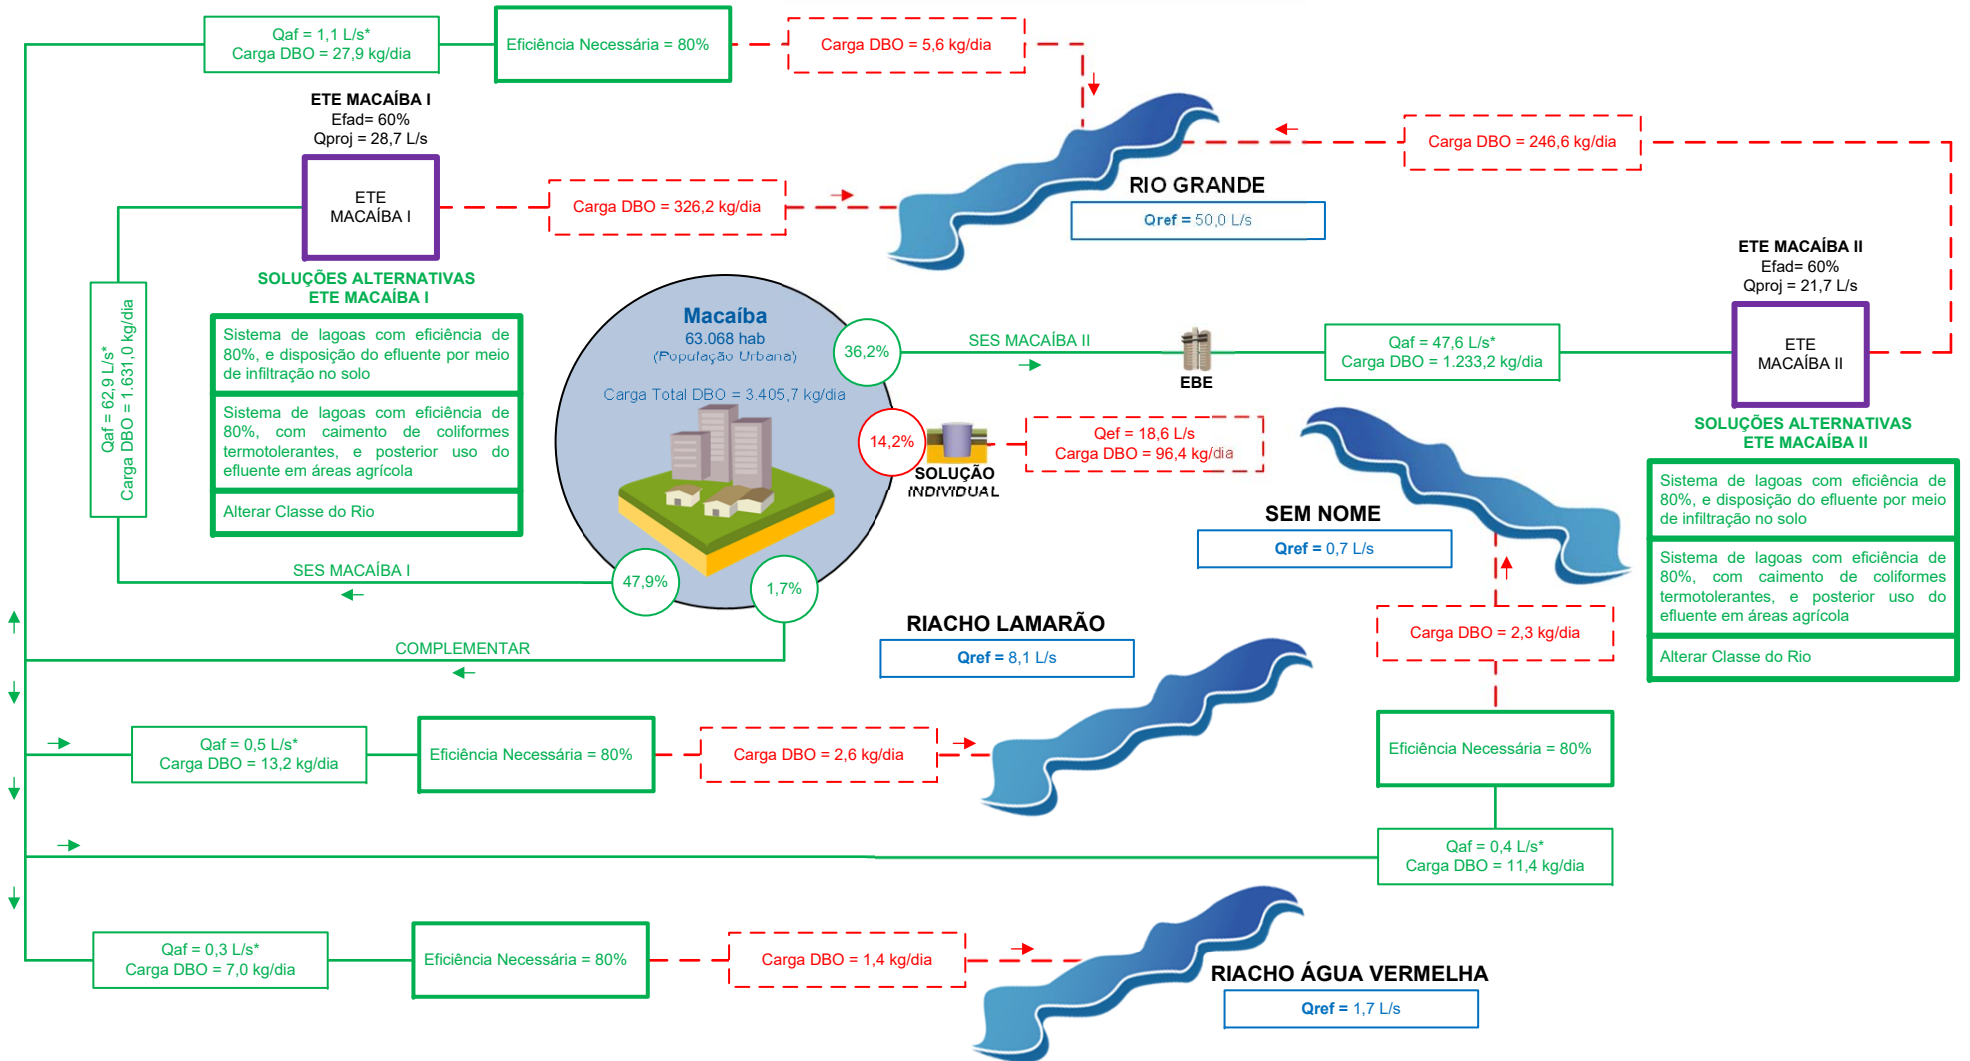 Qaf = 1,1 L/s*
Carga DBO = 27,9 kg/dia
Eficiência Necessária = 80%
Carga DBO = 5,6 kg/dia
ETE MACAÍBA I
Efad= 60%
Qproj = 28,7 L/s
ETE
MACAÍBA I
Carga DBO = 326,2 kg/dia
RIO GRANDE
Qref = 50,0 L/s
Carga DBO = 246,6 kg/dia
ETE MACAÍBA II
Efad= 60%
Qproj = 21,7 L/s
ETE
MACAÍBA II
SOLUÇÕES ALTERNATIVAS
ETE MACAÍBA I
Sistema de lagoas com eficiência de
80%, e disposição do efluente por meio
de infiltração no solo
Sistema de lagoas com eficiência de
80%, com caimento de coliformes
termotolerantes, e posterior uso do
efluente em áreas agrícola
Alterar Classe do Rio
Qaf = 62,9 L/s*
Carga DBO = 1.631,0 kg/dia
Macaíba
63.068 hab
(População Urbana)
Carga Total DBO = 3.405,7 kg/dia
36,2%
SES MACAÍBA II
EBE
Qaf = 47,6 L/s*
Carga DBO = 1.233,2 kg/dia
14,2%
SOLUÇÃO
INDIVIDUAL
Qef = 18,6 L/s
Carga DBO = 96,4 kg/dia
SOLUÇÕES ALTERNATIVAS
ETE MACAÍBA II
Sistema de lagoas com eficiência de
80%, e disposição do efluente por meio
de infiltração no solo
Sistema de lagoas com eficiência de
80%, com caimento de coliformes
termotolerantes, e posterior uso do
efluente em áreas agrícola
Alterar Classe do Rio
SEM NOME
Qref = 0,7 L/s
SES MACAÍBA I
47,9%
1,7%
COMPLEMENTAR
RIACHO LAMARÃO
Qref = 8,1 L/s
Carga DBO = 2,3 kg/dia
Qaf = 0,5 L/s*
Carga DBO = 13,2 kg/dia
Eficiência Necessária = 80%
Carga DBO = 2,6 kg/dia
Eficiência Necessária = 80%
Qaf = 0,4 L/s*
Carga DBO = 11,4 kg/dia
Qaf = 0,3 L/s*
Carga DBO = 7,0 kg/dia
Eficiência Necessária = 80%
Carga DBO = 1,4 kg/dia
RIACHO ÁGUA VERMELHA
Qref = 1,7 L/s